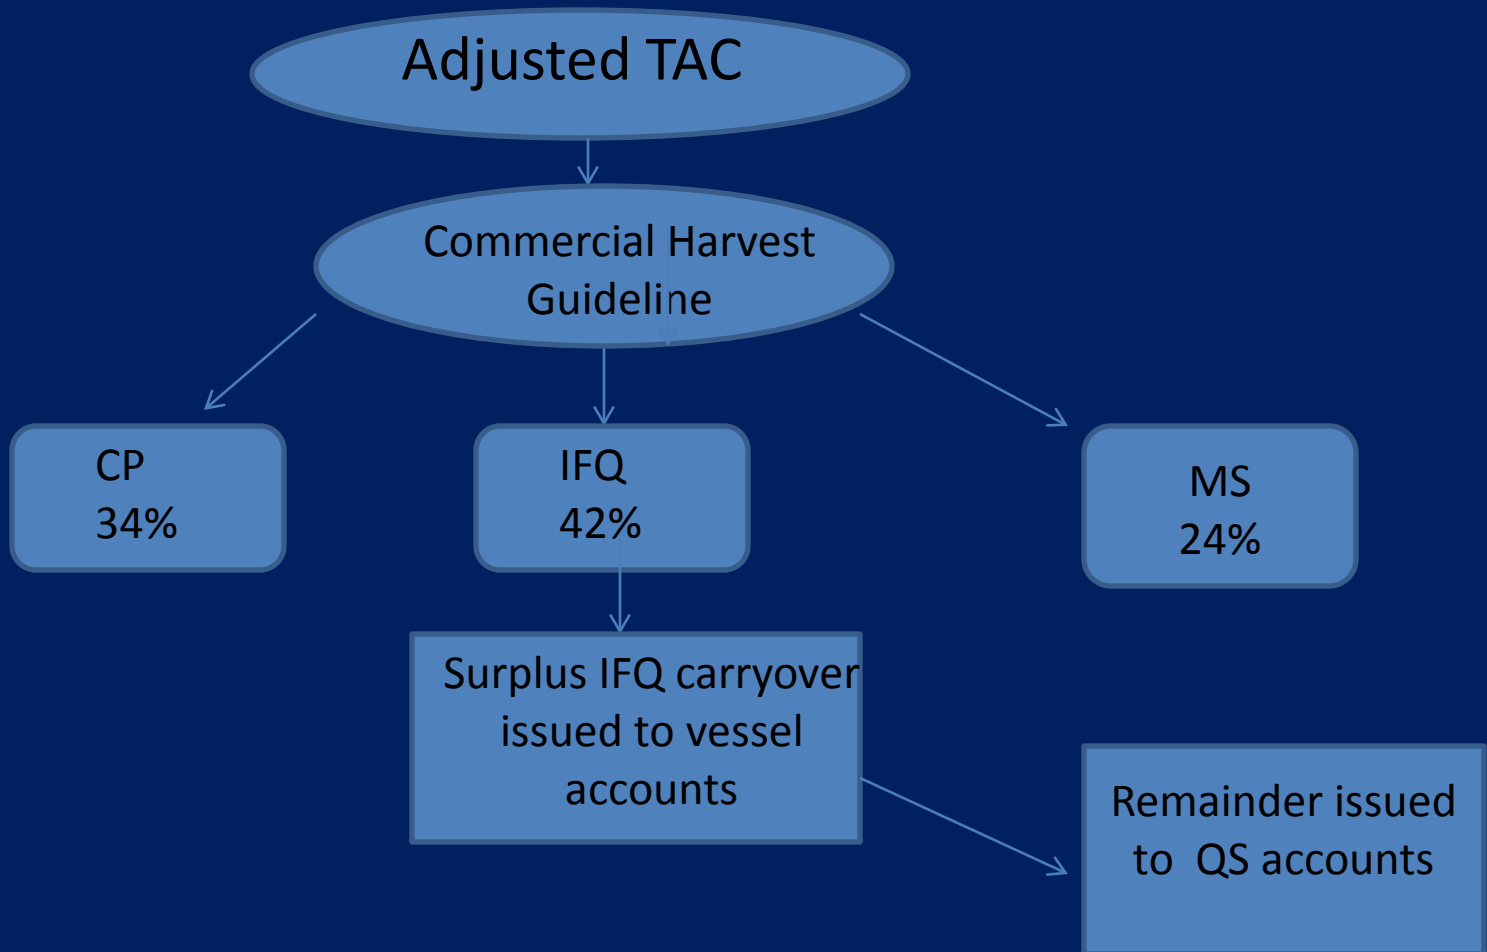 Adjusted TAC
Commercial Harvest
Guideline
CP
34%
IFQ
42%
MS
24%
Surplus IFQ carryover
issued to vessel
accounts
Remainder issued
to QS accounts